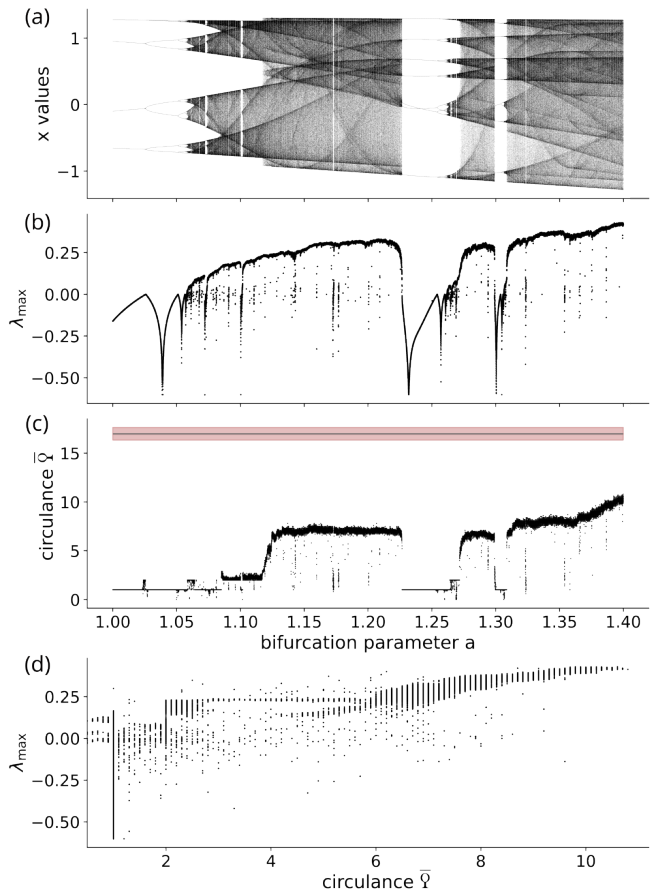 (a)
1
0
−1
x values
(b)
0.25
0.00
−0.25
−0.50
λmax
(c)
15
10
5
0
circulance Ϙ̅
1.00 1.05 1.10 1.15 1.20 1.25 1.30 1.35 1.40
bifurcation parameter a
(d)
0.25
0.00
−0.25
−0.50
λmax
2 4 6 8 10
circulance